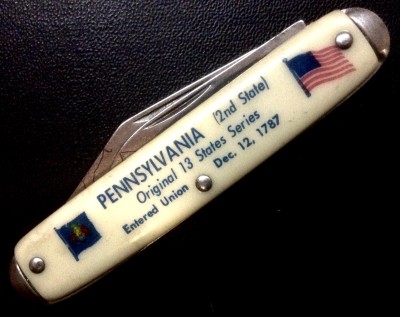 PENNSYLVANIA (2nd State)
Original 13 States Series
Entered Union Dec. 12, 1787